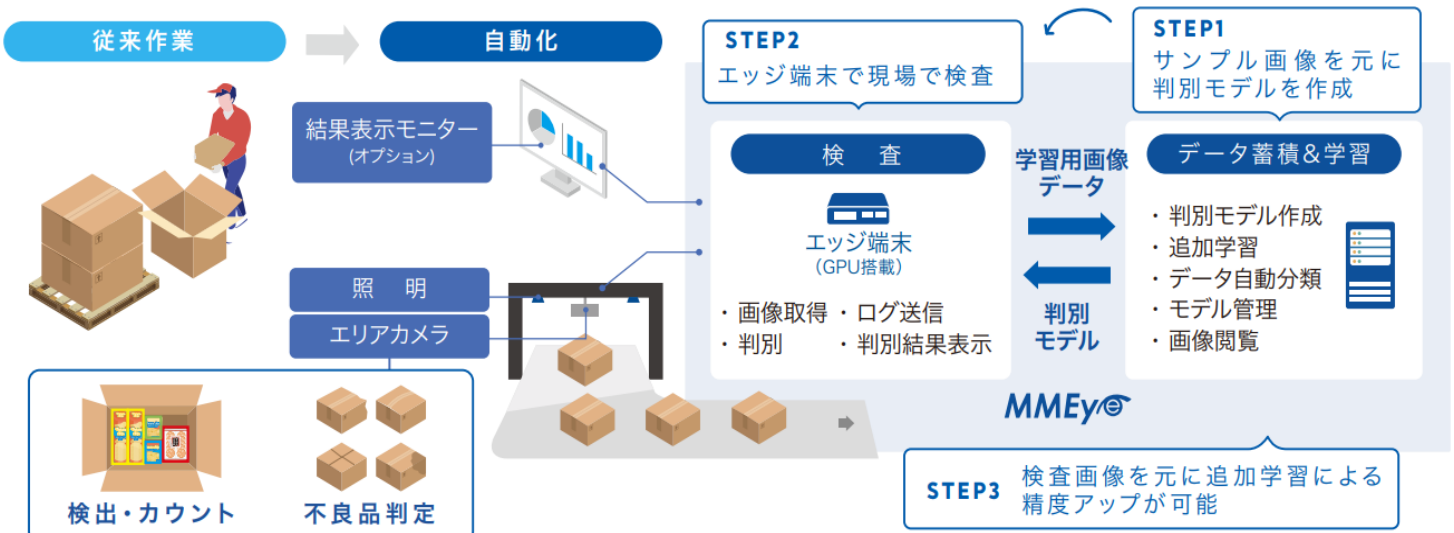 従来作業
自動化
結果表示モニター
(オプション)
照 明
エリアカメラ
検出・カウント
不良品判定
STEP2
エッジ端末で現場で検査
STEP1
サンプル画像を元に
判別モデルを作成
検 査
エッジ端末
(GPU搭載)
・画像取得 ・ログ送信
・判別 ・判別結果表示
学習用画像
データ
判別
モデル
データ蓄積&学習
・判別モデル作成
・追加学習
・データ自動分類
・モデル管理
・画像閲覧
MMEye
STEP3 検査画像を元に追加学習による
精度アップが可能